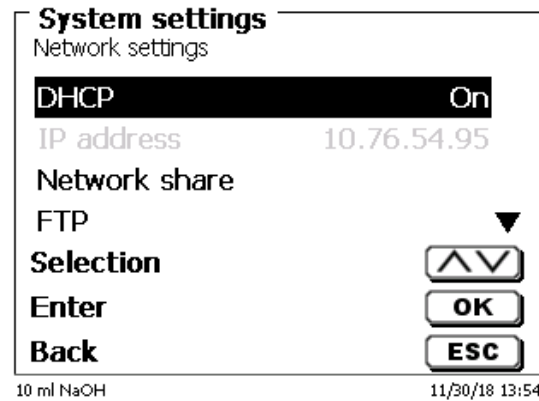 System settings
Network settings
DHCP On
IP address 10.76.54.95
Network share
FTP
Selection
Enter OK
Back ESC
10 ml NaOH 11/30/18 13:54